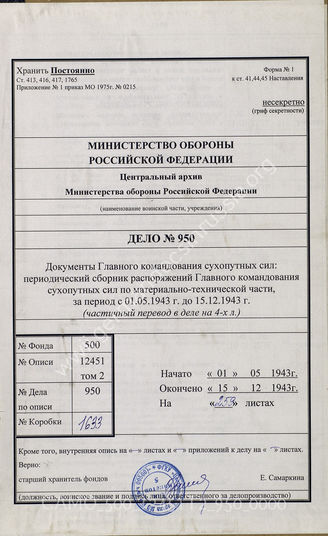 Хранить Постоянно
Ст. 413, 416, 417, 1765
Приложение № 1 приказ МО 1975г. № 0215
Форма № 1
к ст. 41,44,45 Наставления
несекретно
(гриф секретности)
МИНИСТЕРСТВО ОБОРОНЫ
РОССИЙСКОЙ ФЕДЕРАЦИИ
Центральный архив
Министерства обороны Российской Федерации
(наименование воинской части, учреждения)
ДЕЛО № 950
Документы Главного командования сухопутных сил:
периодический сборник распоряжений Главного командования
сухопутных сил по материально-технической части,
за период с 01.05.1943 г. до 15.12.1943 г.
(частичный перевод в деле на 4-х л.)
№ Фонда 500
№ Описи 12451
том 2
№ Дела 950
по описи
№ Коробки 1633
Начато « 01 » 05 1943г.
Окончено « 15 » 12 1943г.
На «253» листах
Кроме того, внутренняя опись на «—» листах и «—» приложений к делу на «—» листах.
Верно:
старший хранитель фондов Е. Самаркина
(должность, воинское звание и подпись лица, ответственного за делопроизводство)